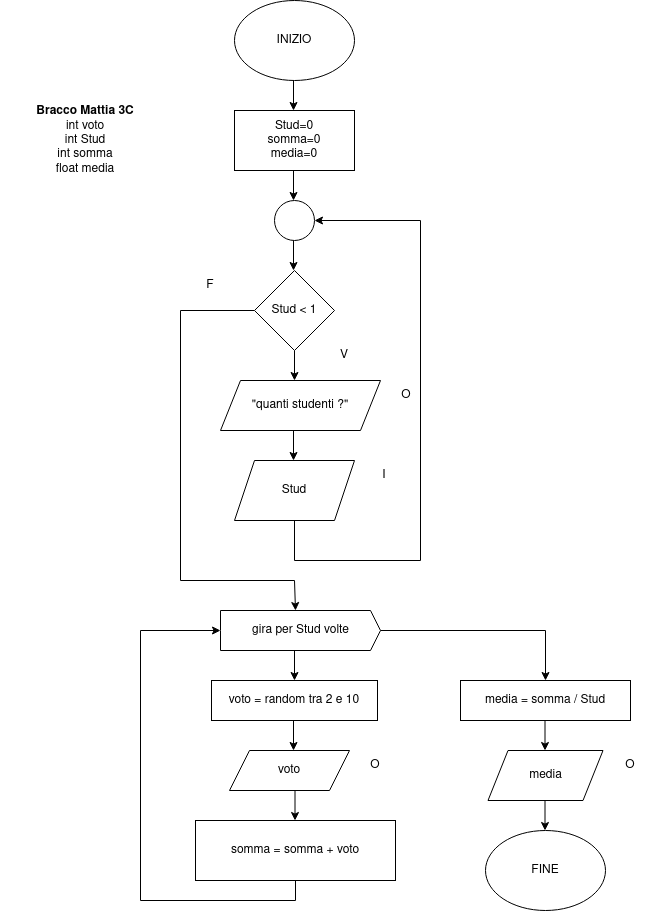 INIZIO
Bracco Mattia 3C
int voto
int Stud
int somma
float media
Stud=0
somma=0
media=0
F
Stud < 1
V
"quanti studenti ?"
O
Stud
I
gira per Stud volte
voto = random tra 2 e 10
media = somma / Stud
voto
O
media
O
somma = somma + voto
FINE